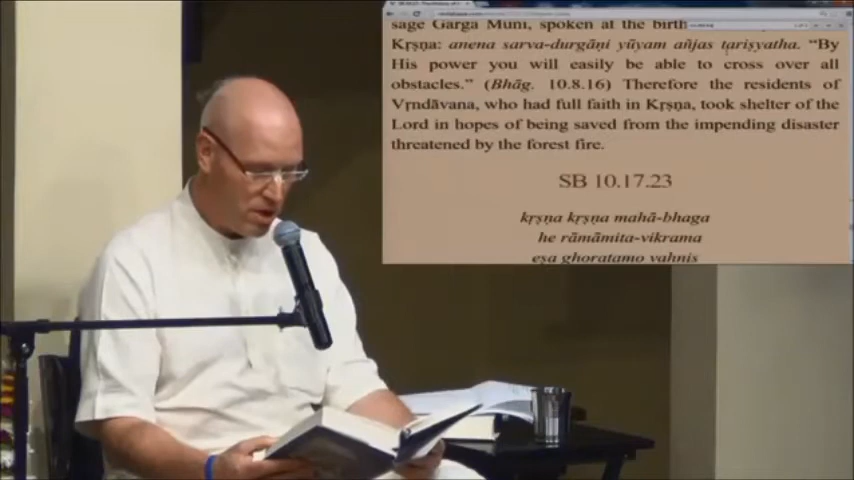 sage Garga Muni, spoken at the birth
Kṛṣṇa: anena sarva-durgāṇi yūyam añjas tariṣyatha. “By
His power you will easily be able to cross over all
obstacles.” (Bhāg. 10.8.16) Therefore the residents of
Vṛndāvana, who had full faith in Kṛṣṇa, took shelter of the
Lord in hopes of being saved from the impending disaster
threatened by the forest fire.
SB 10.17.23
kṛṣṇa kṛṣṇa mahā-bhaga
he rāmāmita-vikrama
eṣa ghoratamo vahnis